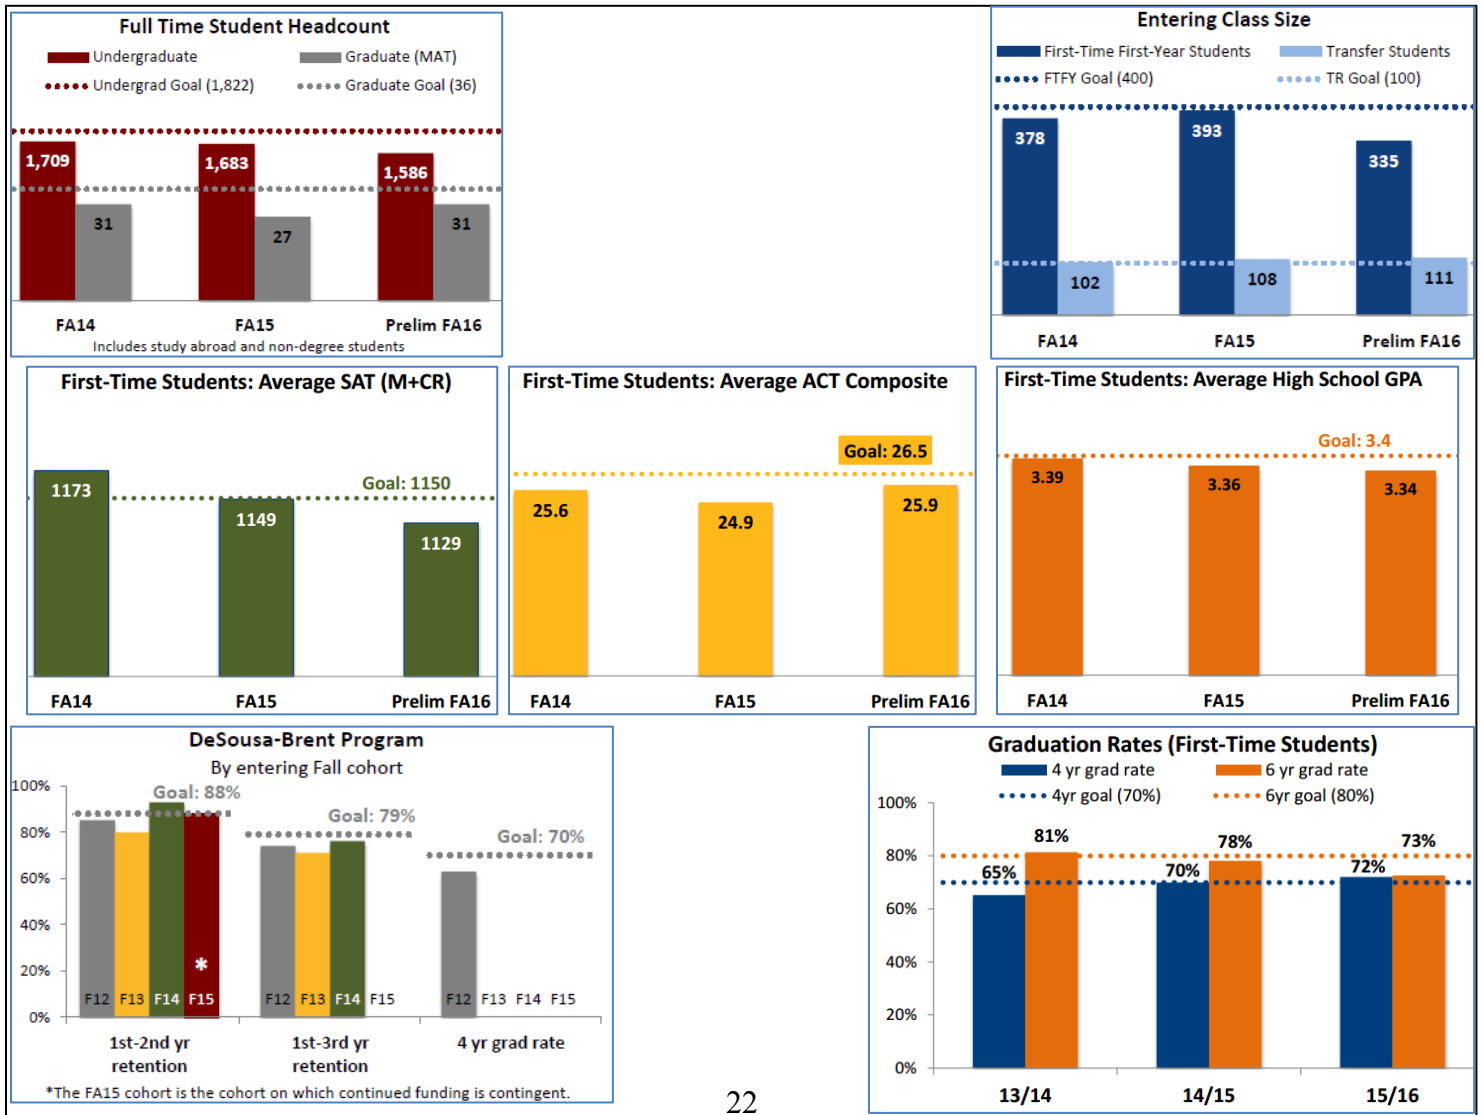 Full Time Student Headcount
Undergraduate
Graduate (MAT)
Undergrad Goal (1,822)
Graduate Goal (36)
1,709
31
1,683
27
1,586
31
FA14
FA15
Prelim FA16
Includes study abroad and non-degree students
Entering Class Size
First-Time First-Year Students
Transfer Students
FTFY Goal (400)
TR Goal (100)
378
102
393
108
335
111
FA14
FA15
Prelim FA16
First-Time Students: Average SAT (M+CR)
Goal: 1150
1173
1149
1129
FA14
FA15
Prelim FA16
First-Time Students: Average ACT Composite
Goal: 26.5
25.6
24.9
25.9
FA14
FA15
Prelim FA16
First-Time Students: Average High School GPA
Goal: 3.4
3.39
3.36
3.34
FA14
FA15
Prelim FA16
DeSousa-Brent Program
By entering Fall cohort
100%
80%
60%
40%
20%
0%
Goal: 88%
Goal: 79%
Goal: 70%
*
F12 F13 F14 F15
F12 F13 F14 F15
F12 F13 F14 F15
1st-2nd yr
retention
1st-3rd yr
retention
4 yr grad rate
*The FA15 cohort is the cohort on which continued funding is contingent.
Graduation Rates (First-Time Students)
4 yr grad rate
6 yr grad rate
4yr goal (70%)
6yr goal (80%)
100%
80%
60%
40%
20%
0%
65%
81%
70%
78%
72%
73%
13/14
14/15
15/16
22